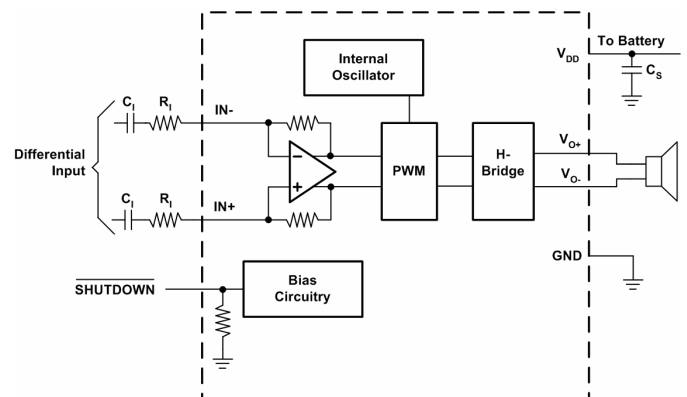 Internal
Oscillator
V_DD
To Battery
C_S
C_I
R_I
IN-
Differential
Input
−
+
PWM
H-
Bridge
V_O+
V_O-
C_I
R_I
IN+
GND
SHUTDOWN
Bias
Circuitry